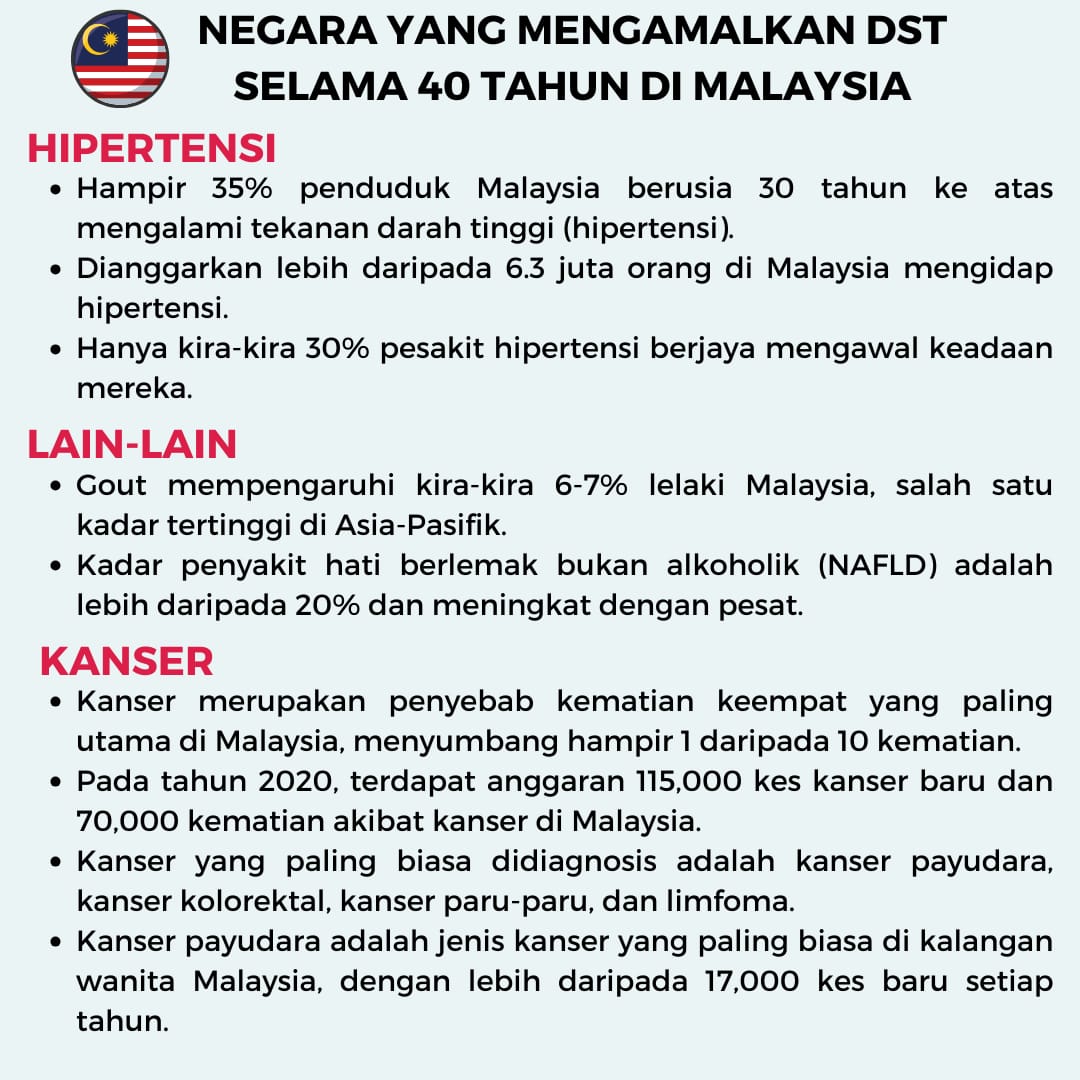 NEGARA YANG MENGAMALKAN DST
SELAMA 40 TAHUN DI MALAYSIA
HIPERTENSI
• Hampir 35% penduduk Malaysia berusia 30 tahun ke atas
mengalami tekanan darah tinggi (hipertensi).
• Dianggarkan lebih daripada 6.3 juta orang di Malaysia mengidap
hipertensi.
• Hanya kira-kira 30% pesakit hipertensi berjaya mengawal keadaan
mereka.
LAIN-LAIN
• Gout mempengaruhi kira-kira 6-7% lelaki Malaysia, salah satu
kadar tertinggi di Asia-Pasifik.
• Kadar penyakit hati berlemak bukan alkoholik (NAFLD) adalah
lebih daripada 20% dan meningkat dengan pesat.
KANSER
• Kanser merupakan penyebab kematian keempat yang paling
utama di Malaysia, menyumbang hampir 1 daripada 10 kematian.
• Pada tahun 2020, terdapat anggaran 115,000 kes kanser baru dan
70,000 kematian akibat kanser di Malaysia.
• Kanser yang paling biasa didiagnosis adalah kanser payudara,
kanser kolorektal, kanser paru-paru, dan limfoma.
• Kanser payudara adalah jenis kanser yang paling biasa di kalangan
wanita Malaysia, dengan lebih daripada 17,000 kes baru setiap
tahun.